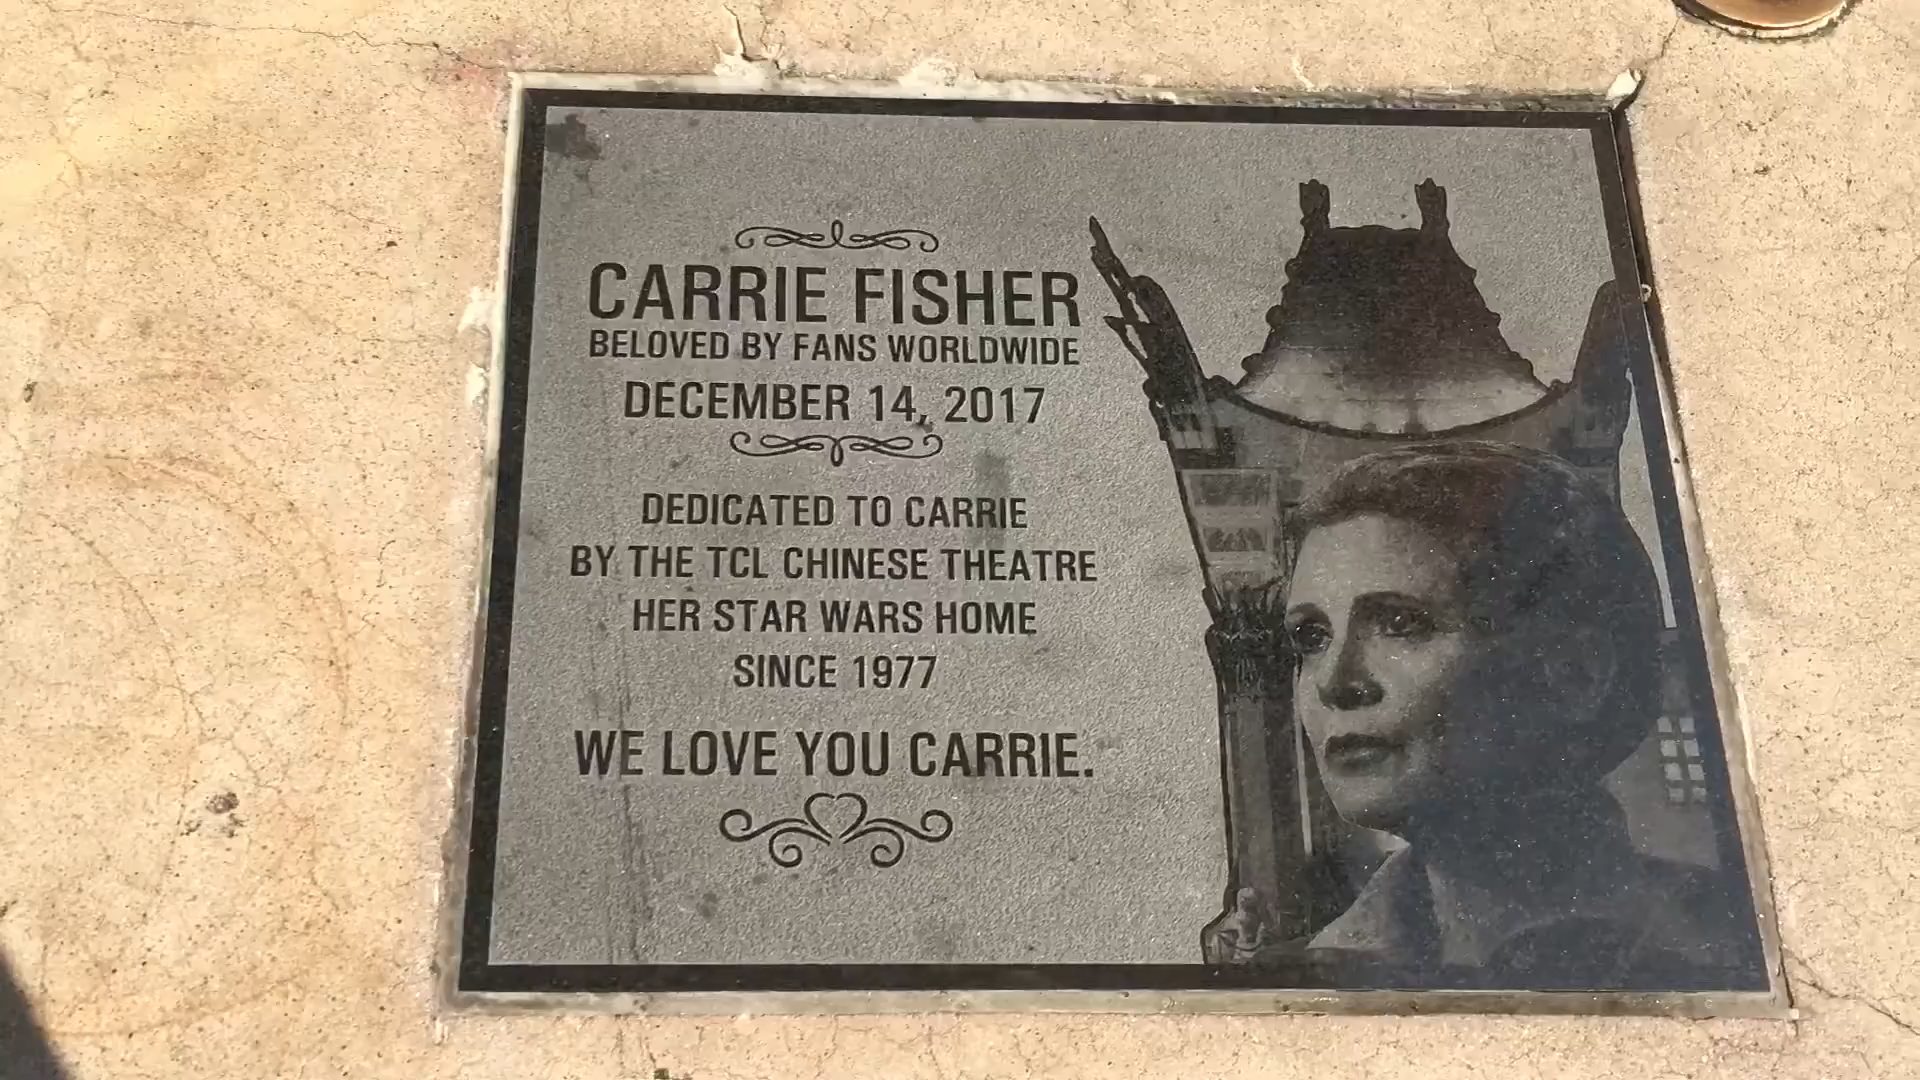 CARRIE FISHER
BELOVED BY FANS WORLDWIDE
DECEMBER 14, 2017
DEDICATED TO CARRIE
BY THE TCL CHINESE THEATRE
HER STAR WARS HOME
SINCE 1977
WE LOVE YOU CARRIE.